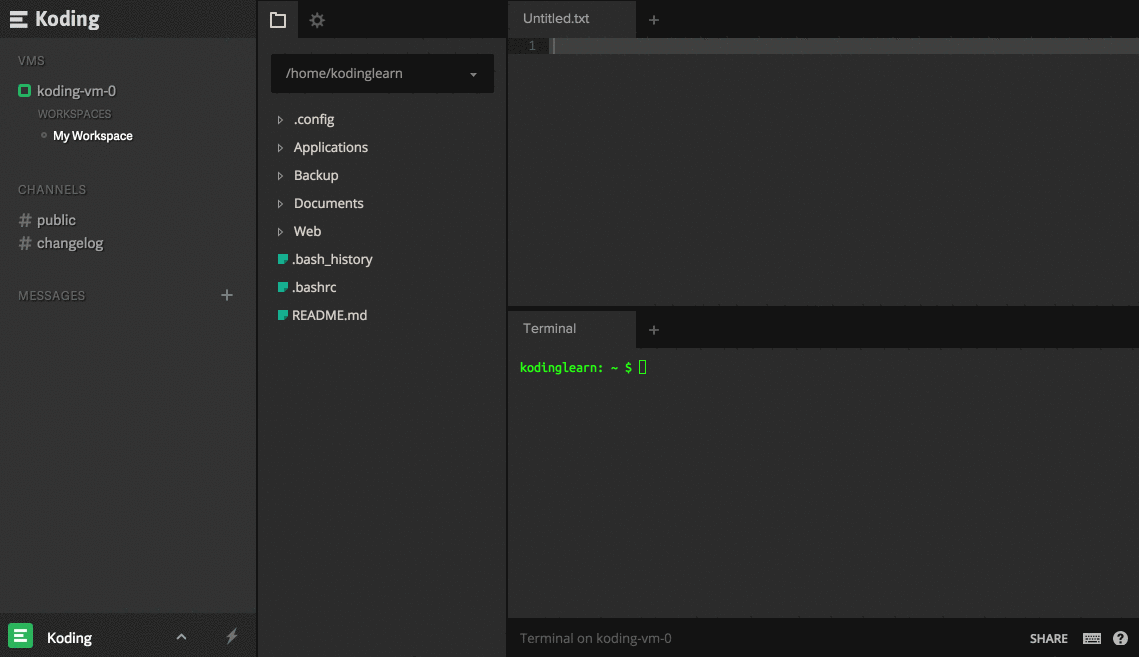 Koding
VMS
koding-vm-0
WORKSPACES
My Workspace
CHANNELS
# public
# changelog
MESSAGES +
Koding
/home/kodinglearn
.config
Applications
Backup
Documents
Web
.bash_history
.bashrc
README.md
Untitled.txt +
1
Terminal +
kodinglearn: ~ $
Terminal on koding-vm-0
SHARE ?